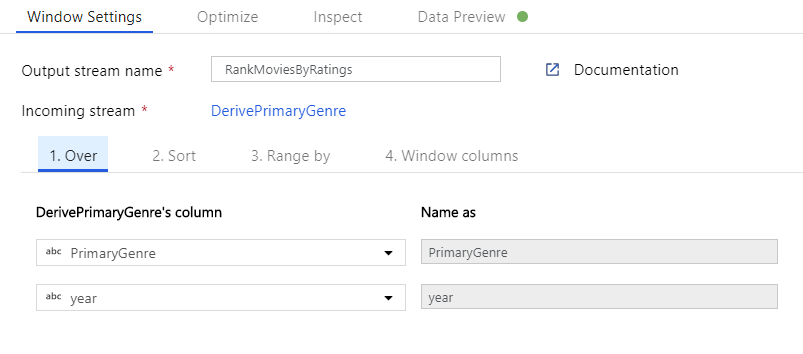 Window Settings Optimize Inspect Data Preview
Output stream name * RankMoviesByRatings Documentation
Incoming stream * DerivePrimaryGenre
1. Over 2. Sort 3. Range by 4. Window columns
DerivePrimaryGenre's column Name as
abc PrimaryGenre PrimaryGenre
abc year year